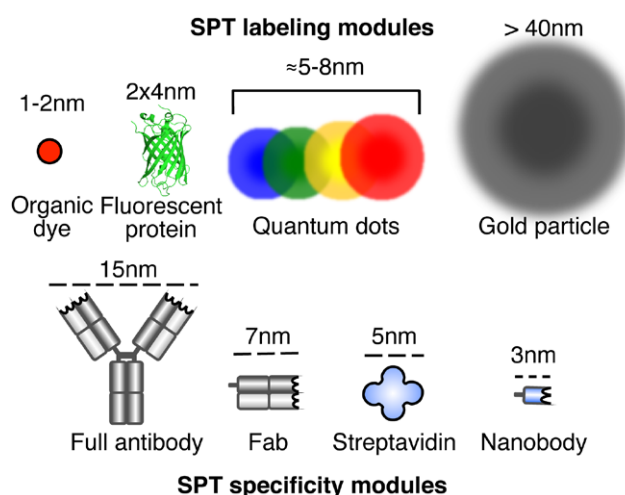 SPT labeling modules
> 40nm
≈5-8nm
1-2nm
2x4nm
Organic dye
Fluorescent protein
Quantum dots
Gold particle
15nm
7nm
5nm
3nm
Full antibody
Fab
Streptavidin
Nanobody
SPT specificity modules